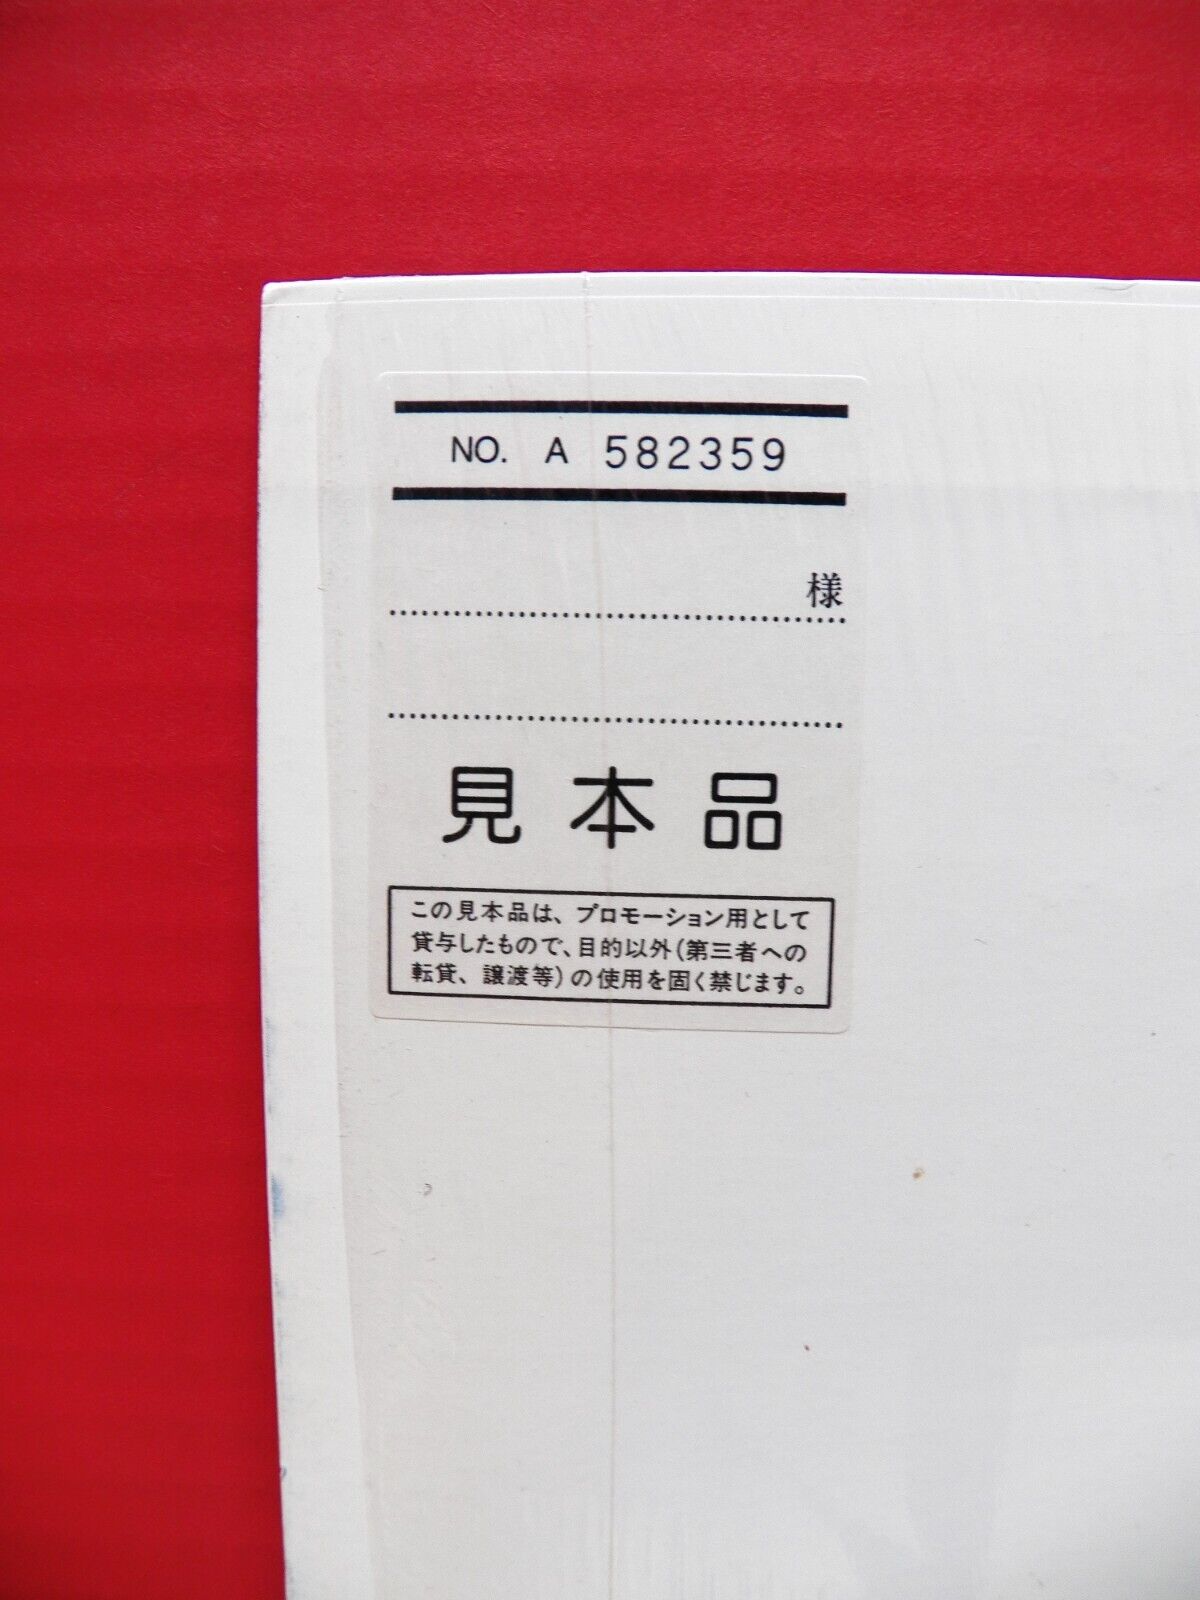 NO. A 582359
様
見本品
この見本品は、プロモーション用として
貸与したもので、目的以外(第三者への
転貸、譲渡等)の使用を固く禁じます。